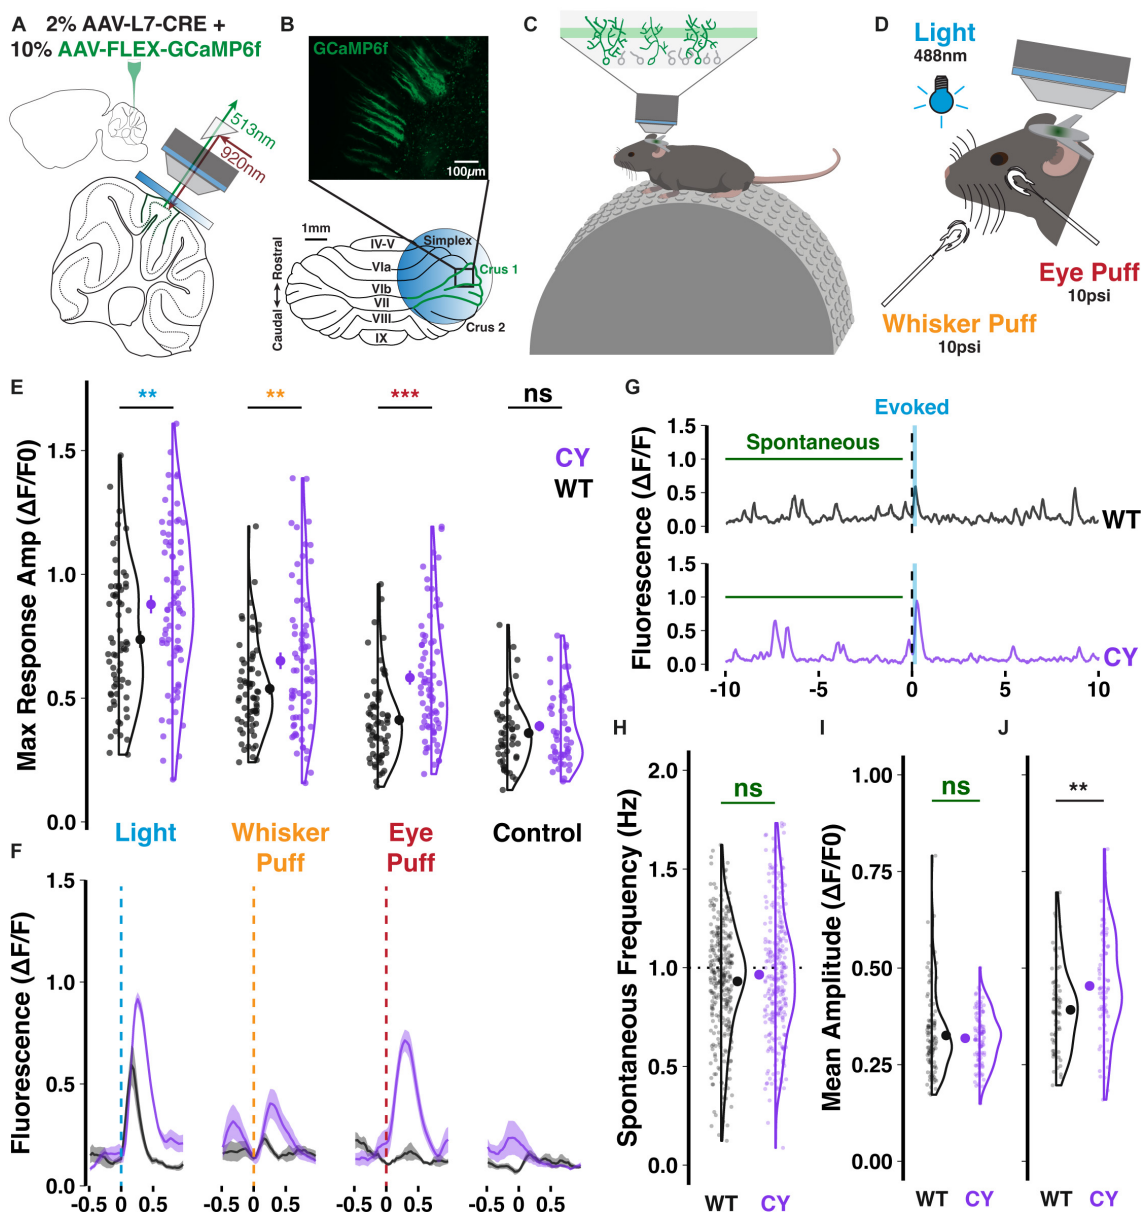 A 2% AAV-L7-CRE +
10% AAV-FLEX-GCaMP6f
513nm
920nm
B
GCaMP6f
100µm
1mm
Caudal Rostral
IV-V
Simplex
VIa
Crus 1
VIb
VII
VIII
Crus 2
IX
C
D
Light
488nm
Eye Puff
10psi
Whisker Puff
10psi
E
Max Response Amp (ΔF/F0)
1.5
1.0
0.5
0.0
**
**
***
ns
CY
WT
Light
Whisker
Puff
Eye
Puff
Control
F
Fluorescence (ΔF/F)
1.5
1.0
0.5
0.0
-0.5 0 0.5
-0.5 0 0.5
-0.5 0 0.5
-0.5 0 0.5
G
Evoked
Fluorescence (ΔF/F)
1.5
1.0
0.5
0.0
Spontaneous
WT
1.5
1.0
0.5
0.0
CY
-10 -5 0 5 10
H
Spontaneous Frequency (Hz)
2.0
1.5
1.0
0.5
0.0
ns
WT CY
I
Mean Amplitude (ΔF/F0)
1.00
0.75
0.50
0.25
0.00
ns
WT CY
J
**
WT CY